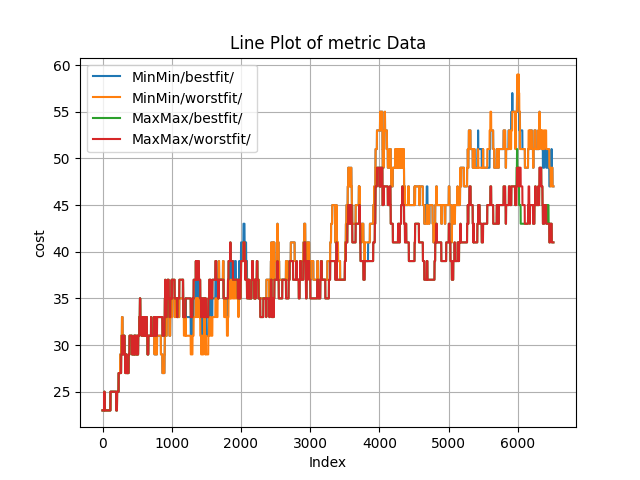 Line Plot of metric Data
MinMin/bestfit/
MinMin/worstfit/
MaxMax/bestfit/
MaxMax/worstfit/
60
55
50
45
40
35
30
25
cost
0 1000 2000 3000 4000 5000 6000
Index